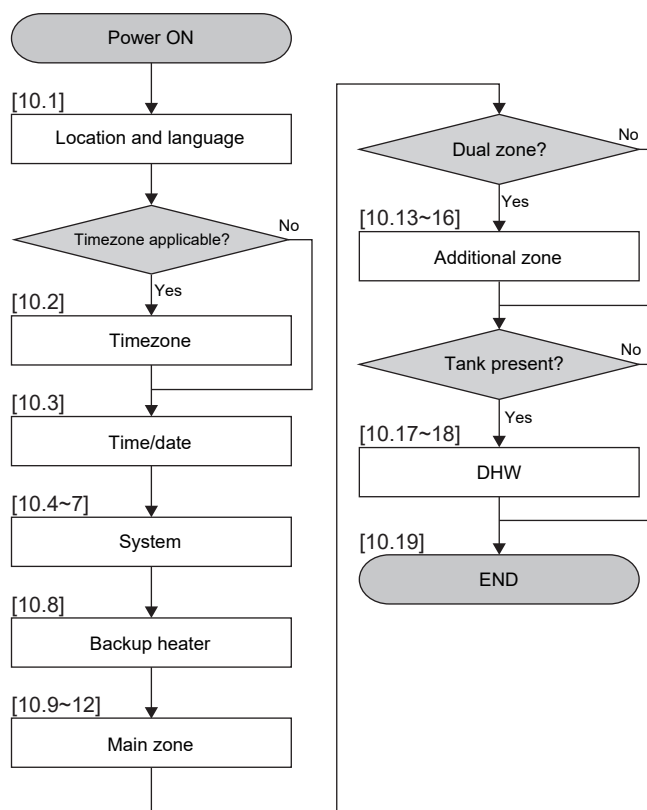 Power ON
[10.1]
Location and language
Timezone applicable?
No
Yes
[10.2]
Timezone
[10.3]
Time/date
[10.4~7]
System
[10.8]
Backup heater
[10.9~12]
Main zone
Dual zone?
No
Yes
[10.13~16]
Additional zone
Tank present?
No
Yes
[10.17~18]
DHW
[10.19]
END